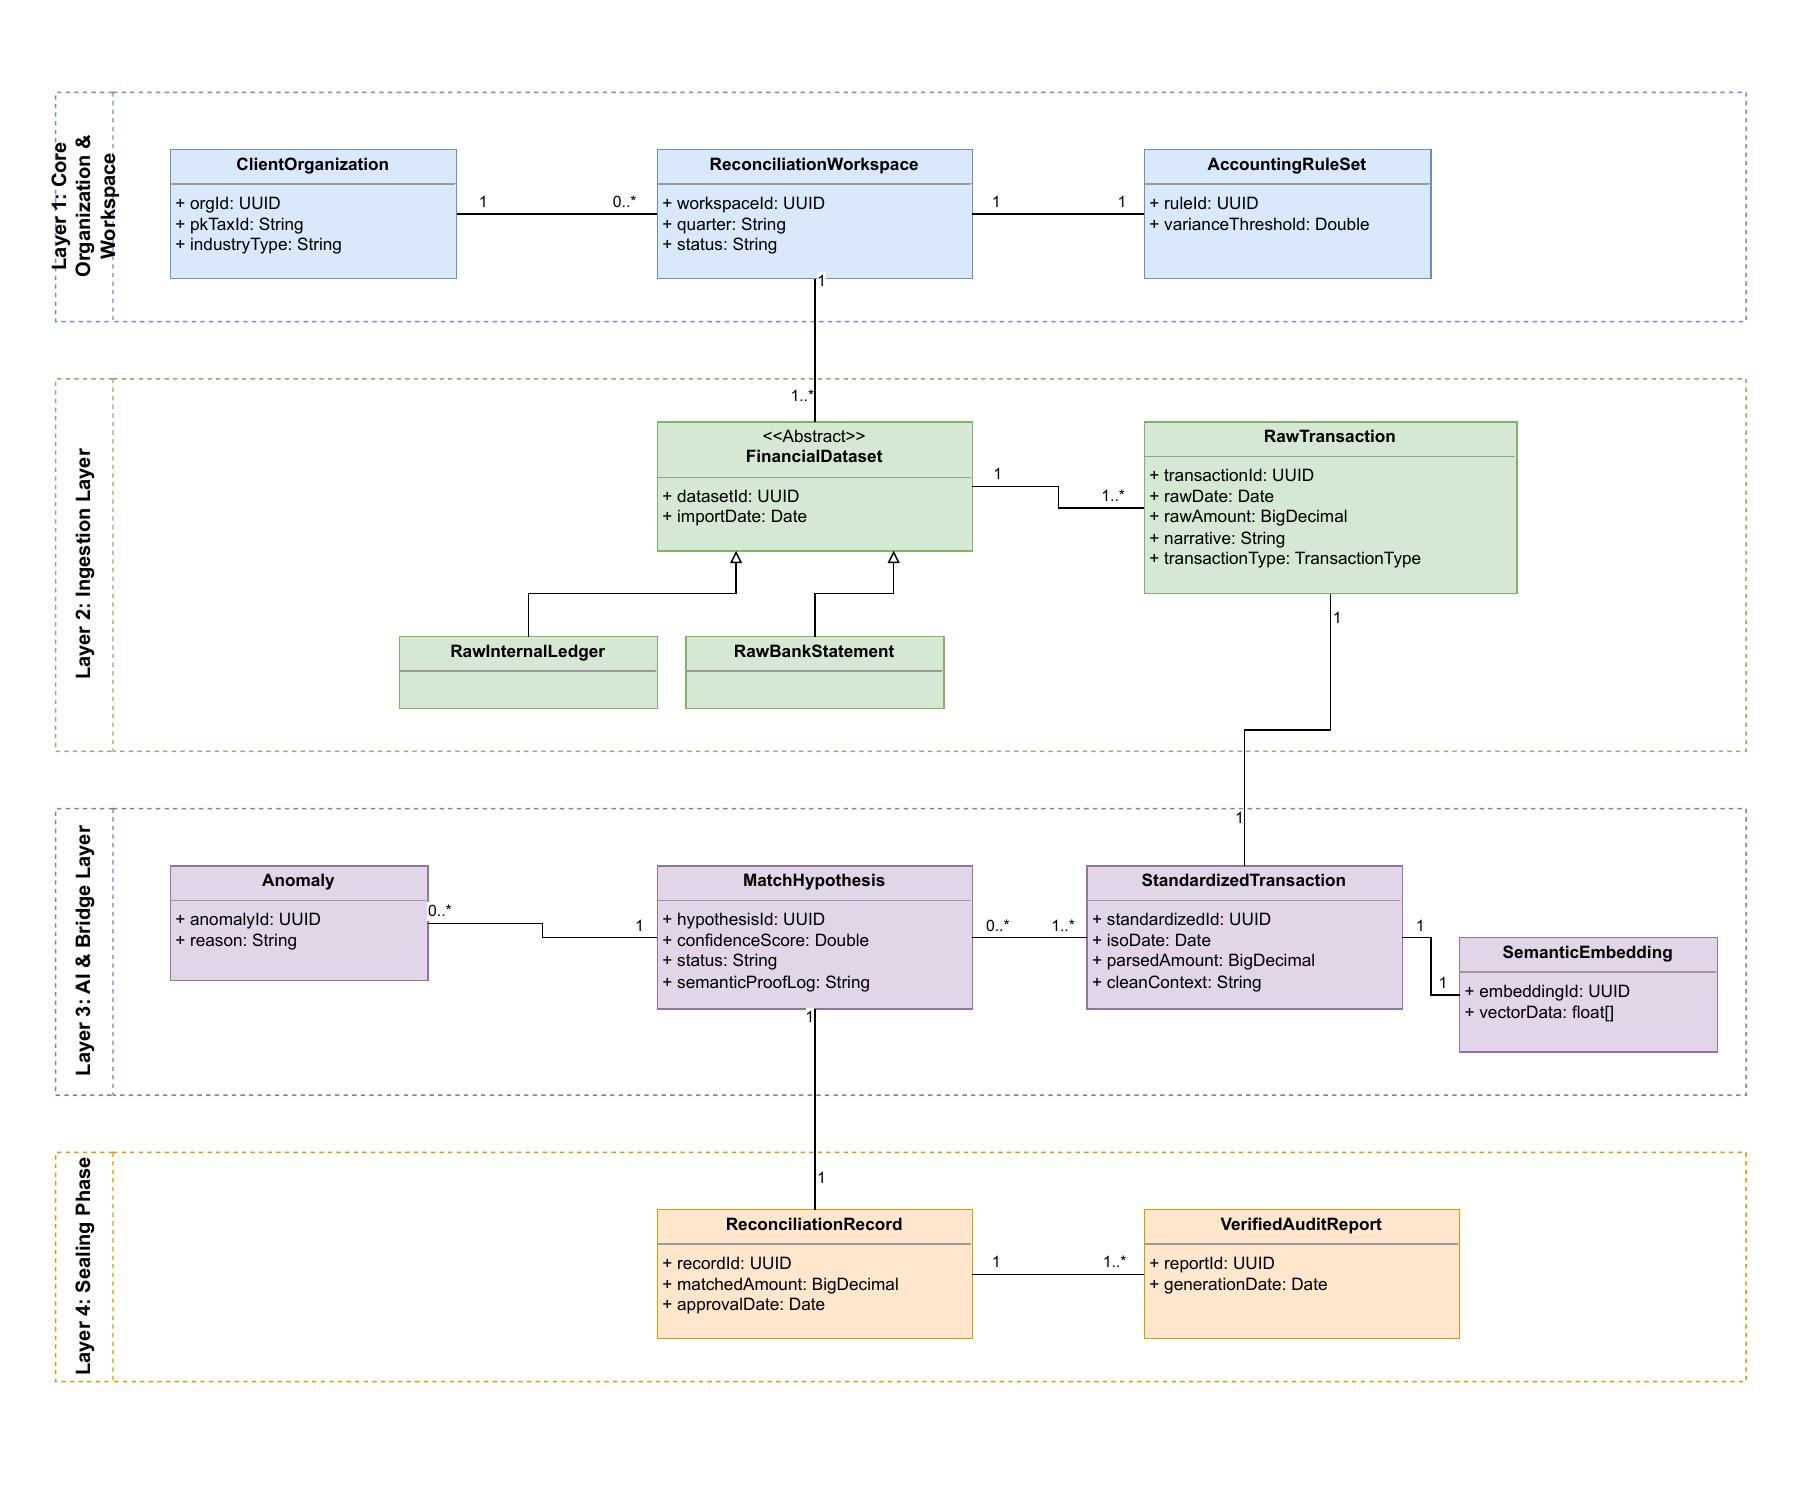 Layer 1: Core
Organization &
Workspace
ClientOrganization
+ orgId: UUID
+ pkTaxId: String
+ industryType: String
1
0..*
ReconciliationWorkspace
+ workspaceId: UUID
+ quarter: String
+ status: String
1
1
AccountingRuleSet
+ ruleId: UUID
+ varianceThreshold: Double
1
1..*
Layer 2: Ingestion Layer
<<Abstract>>
FinancialDataset
+ datasetId: UUID
+ importDate: Date
1
1..*
RawTransaction
+ transactionId: UUID
+ rawDate: Date
+ rawAmount: BigDecimal
+ narrative: String
+ transactionType: TransactionType
RawInternalLedger
RawBankStatement
1
1
Layer 3: AI & Bridge Layer
Anomaly
+ anomalyId: UUID
+ reason: String
0..*
1
MatchHypothesis
+ hypothesisId: UUID
+ confidenceScore: Double
+ status: String
+ semanticProofLog: String
0..*
1..*
StandardizedTransaction
+ standardizedId: UUID
+ isoDate: Date
+ parsedAmount: BigDecimal
+ cleanContext: String
1
1
SemanticEmbedding
+ embeddingId: UUID
+ vectorData: float[]
1
1
Layer 4: Sealing Phase
ReconciliationRecord
+ recordId: UUID
+ matchedAmount: BigDecimal
+ approvalDate: Date
1
1..*
VerifiedAuditReport
+ reportId: UUID
+ generationDate: Date